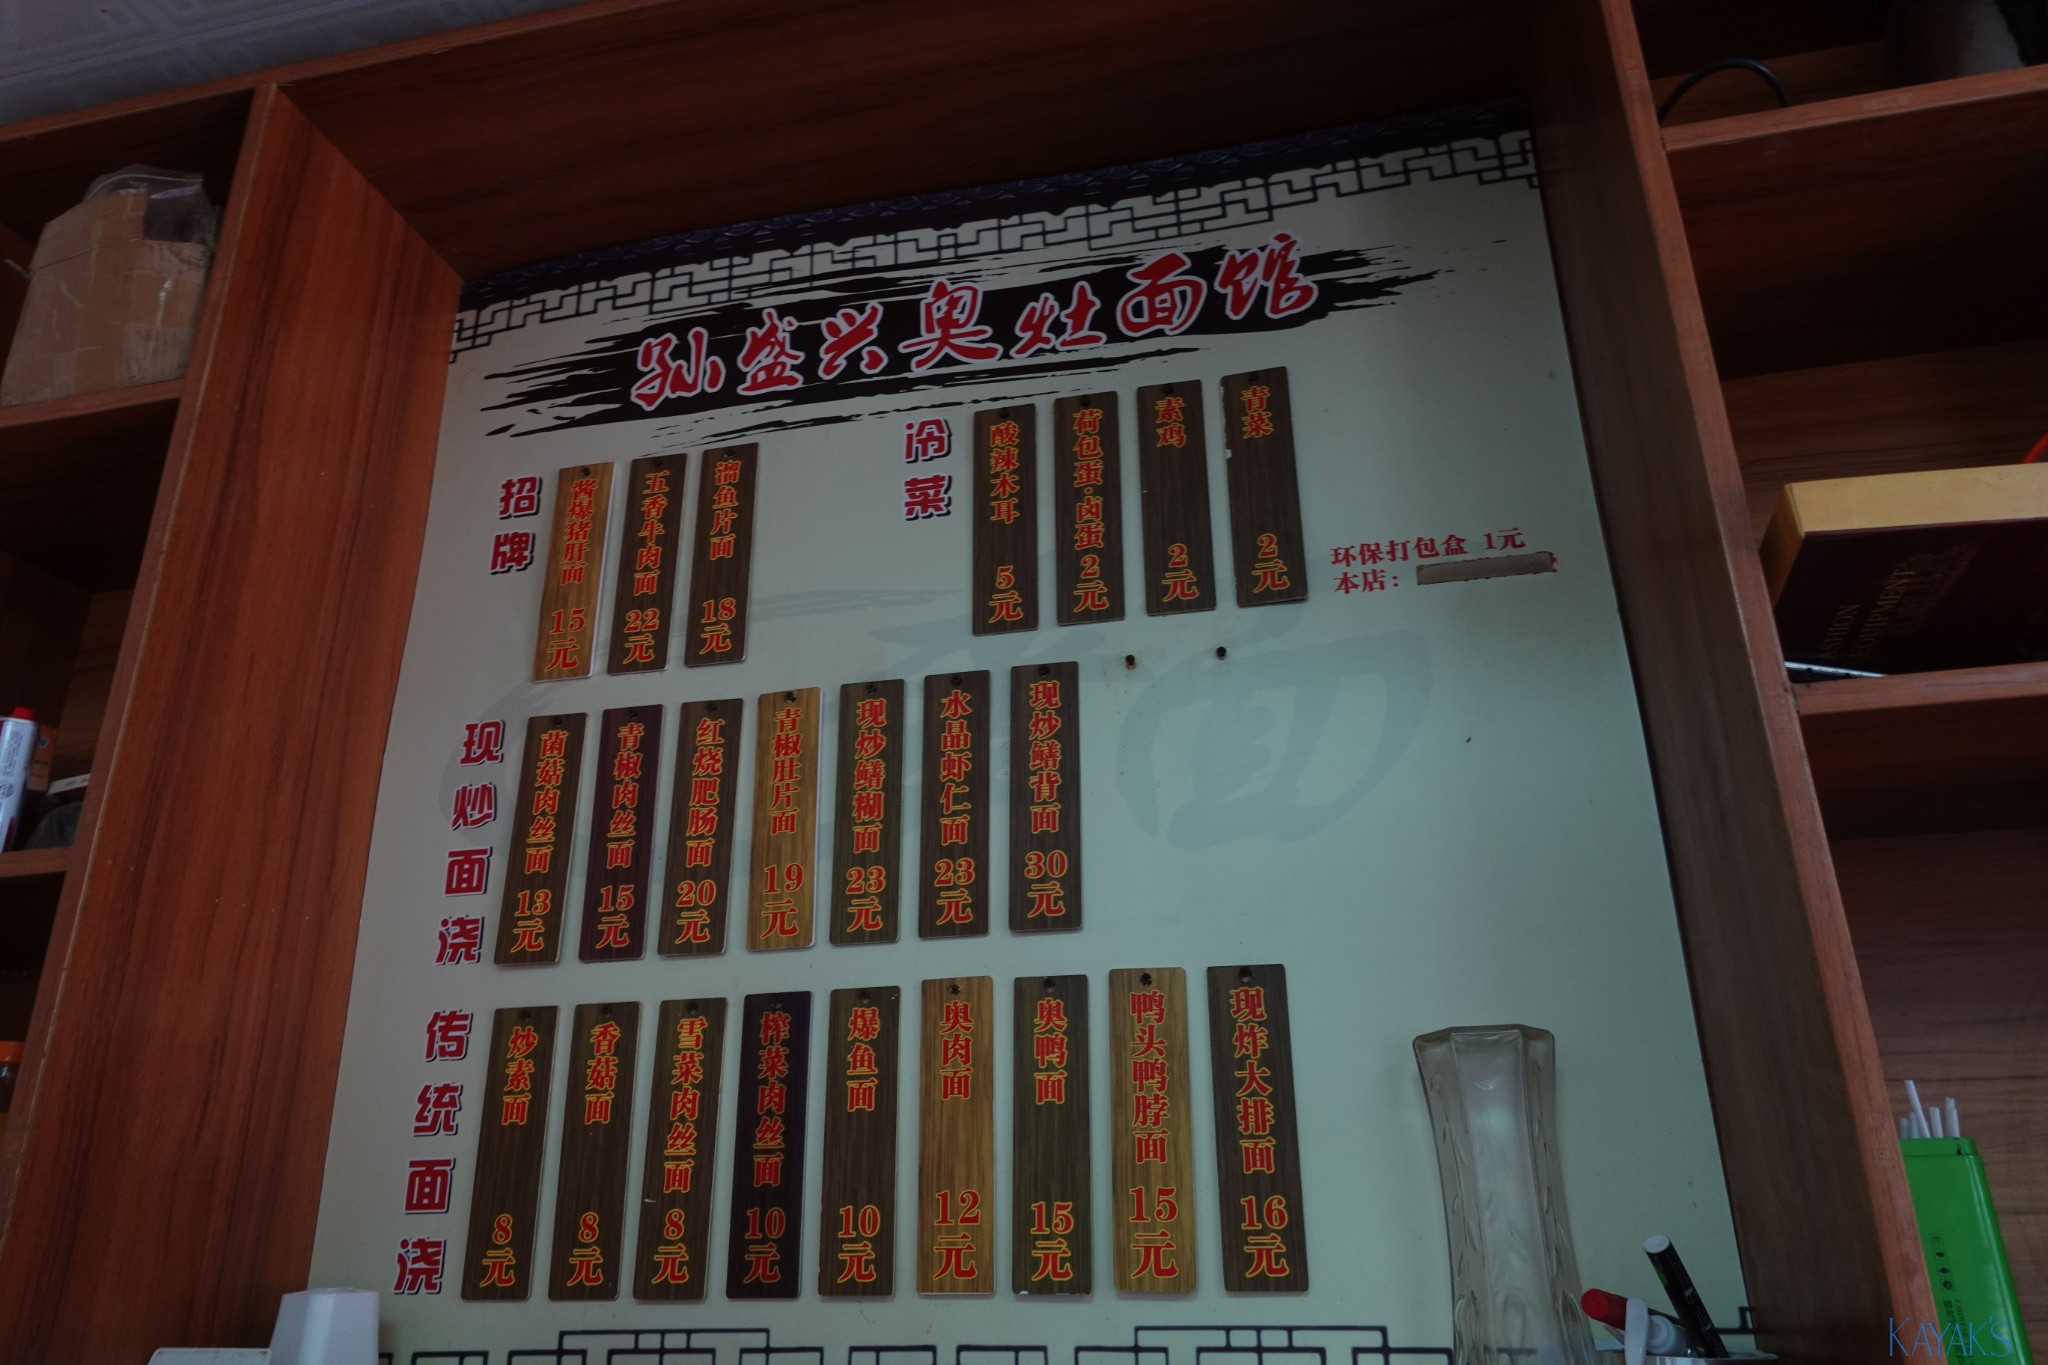 孙盛兴奥灶面馆
招牌
酱爆猪肝面 15元
五香牛肉面 22元
溜鱼片面 18元
冷菜
酸辣木耳 5元
荷包蛋·卤蛋 2元
素鸡 2元
青菜 2元
环保打包盒 1元
本店：
现炒面浇
菌菇肉丝面 13元
青椒肉丝面 15元
红烧肥肠面 20元
青椒肚片面 19元
现炒鳝糊面 23元
水晶虾仁面 23元
现炒鳝背面 30元
传统面浇
炒素面 8元
香菇面 8元
雪菜肉丝面 8元
榨菜肉丝面 10元
爆鱼面 10元
奥肉面 12元
奥鸭面 15元
鸭头鸭脖面 15元
现炸大排面 16元
KAYAK'S